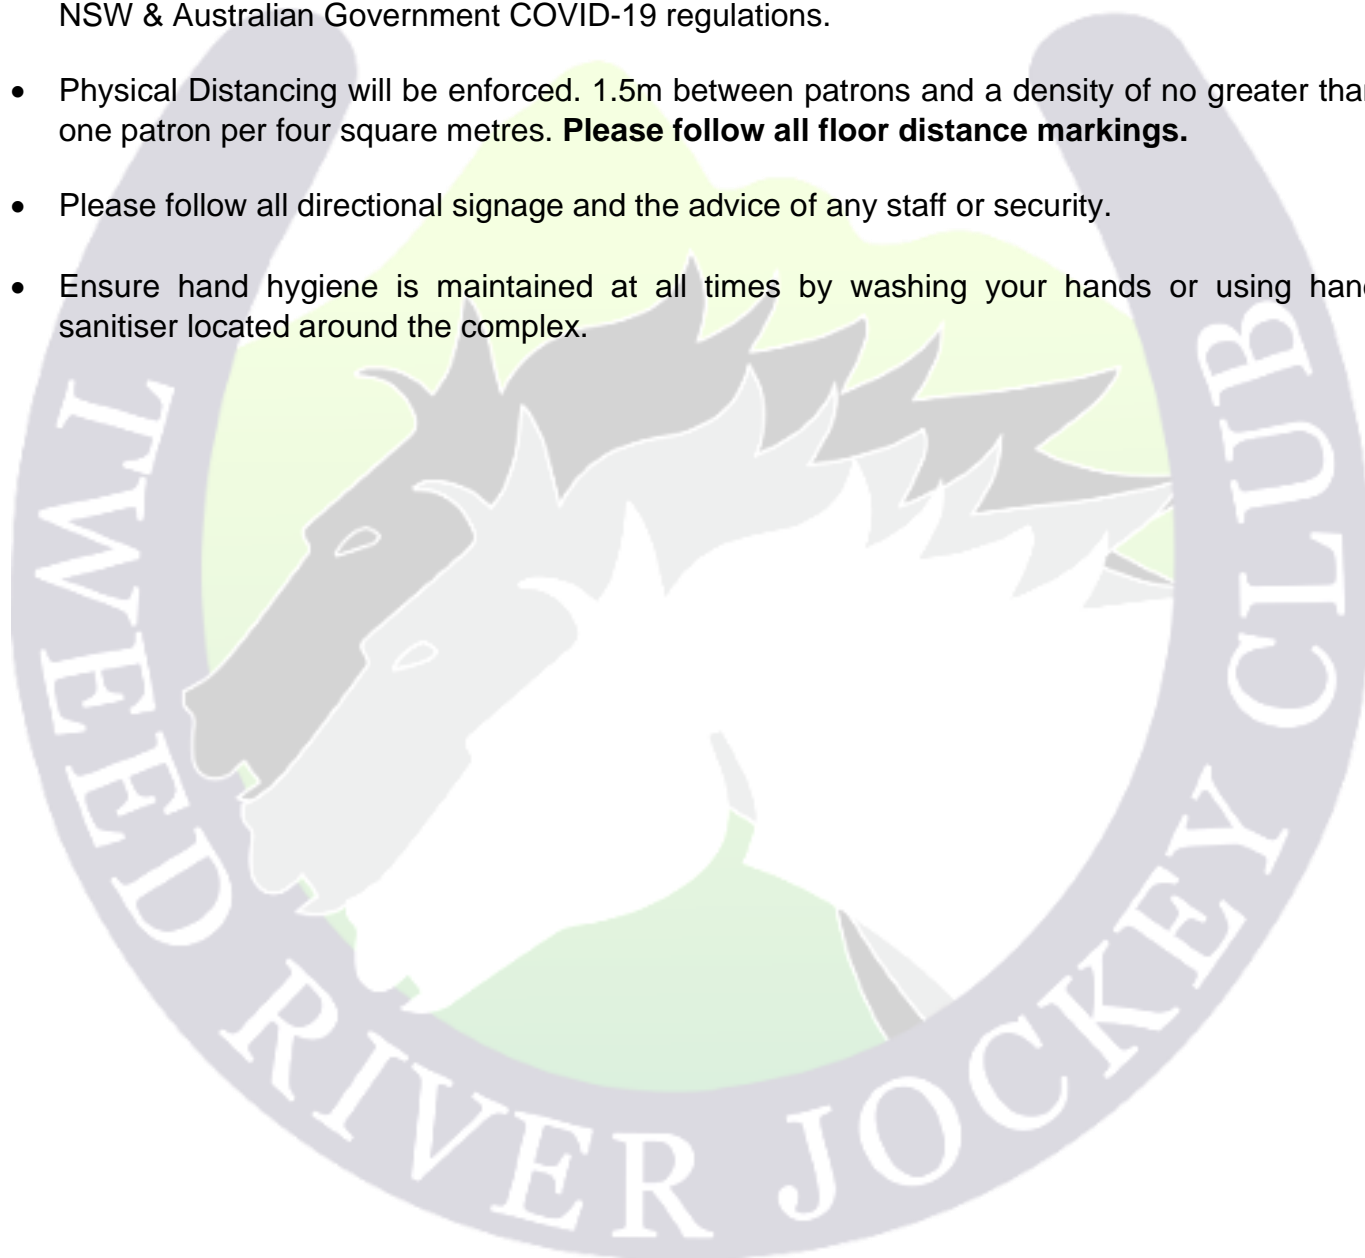 NSW & Australian Government COVID-19 regulations.
• Physical Distancing will be enforced. 1.5m between patrons and a density of no greater than
one patron per four square metres. Please follow all floor distance markings.
• Please follow all directional signage and the advice of any staff or security.
• Ensure hand hygiene is maintained at all times by washing your hands or using hand
sanitiser located around the complex.
TWEED RIVER JOCKEY CLUB